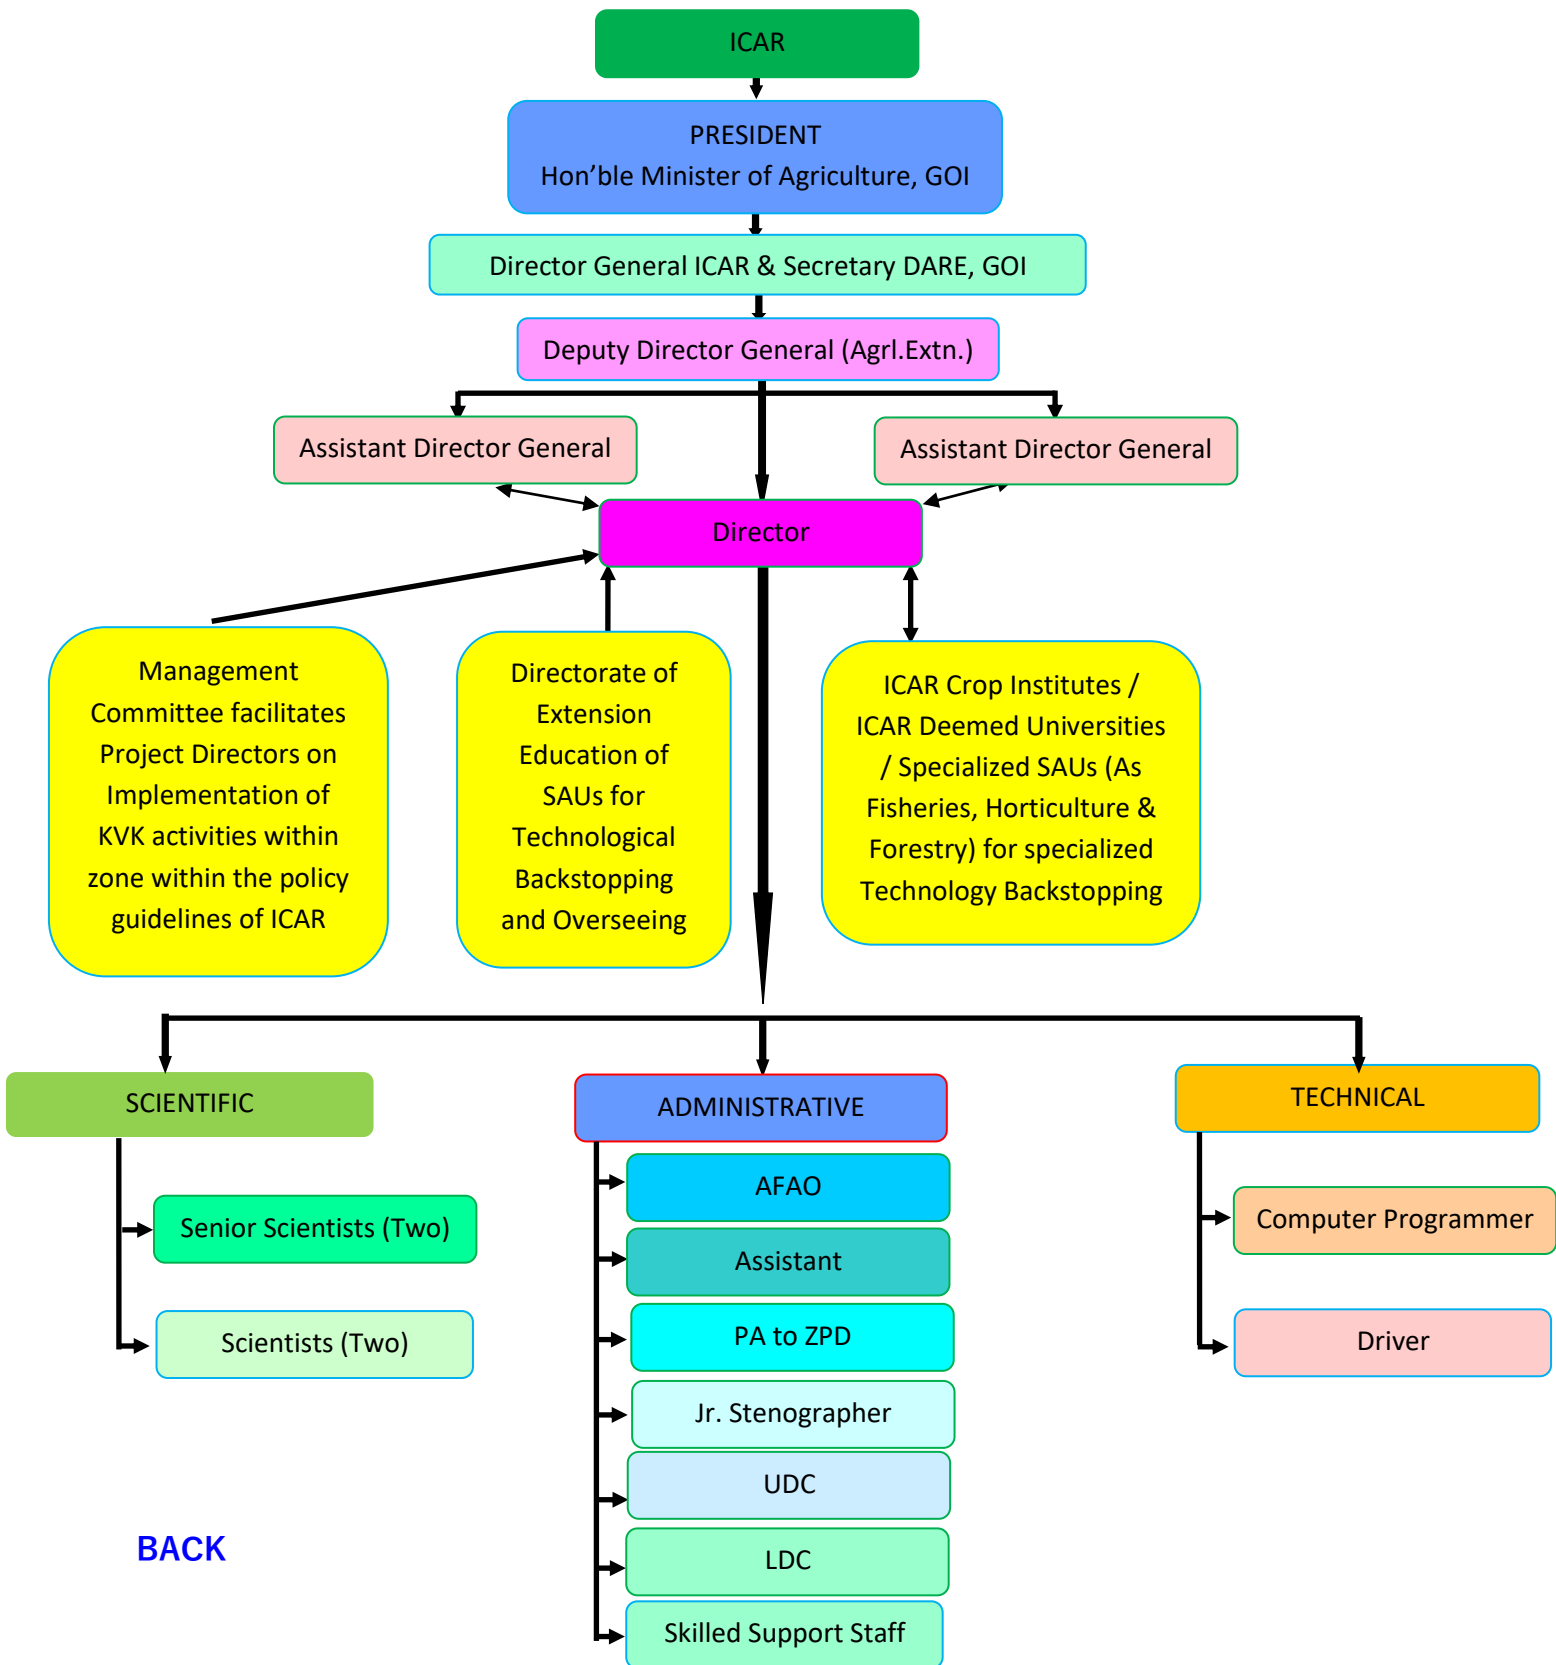 ICAR
PRESIDENT
Hon’ble Minister of Agriculture, GOI
Director General ICAR & Secretary DARE, GOI
Deputy Director General (Agrl.Extn.)
Assistant Director General
Assistant Director General
Director
Management
Committee facilitates
Project Directors on
Implementation of
KVK activities within
zone within the policy
guidelines of ICAR
Directorate of
Extension
Education of
SAUs for
Technological
Backstopping
and Overseeing
ICAR Crop Institutes /
ICAR Deemed Universities
/ Specialized SAUs (As
Fisheries, Horticulture &
Forestry) for specialized
Technology Backstopping
SCIENTIFIC
Senior Scientists (Two)
Scientists (Two)
ADMINISTRATIVE
AFAO
Assistant
PA to ZPD
Jr. Stenographer
UDC
LDC
Skilled Support Staff
TECHNICAL
Computer Programmer
Driver
BACK